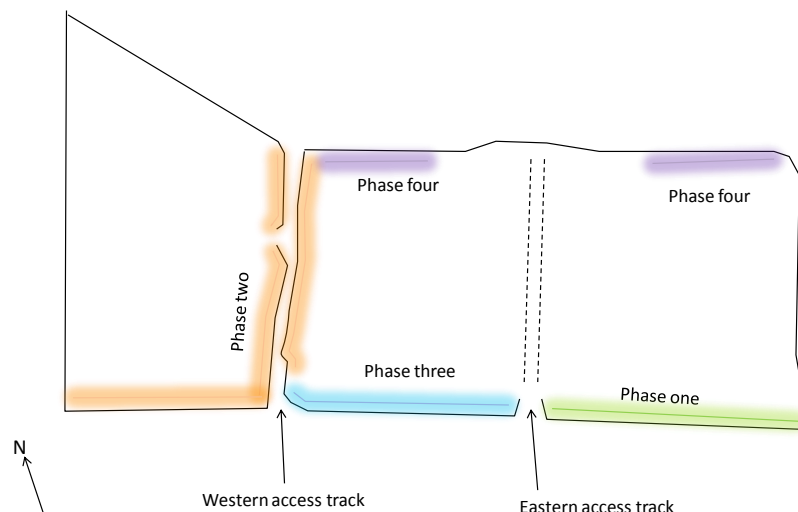 Phase four
Phase four
Phase two
Phase three
Phase one
N
Western access track
Eastern access track